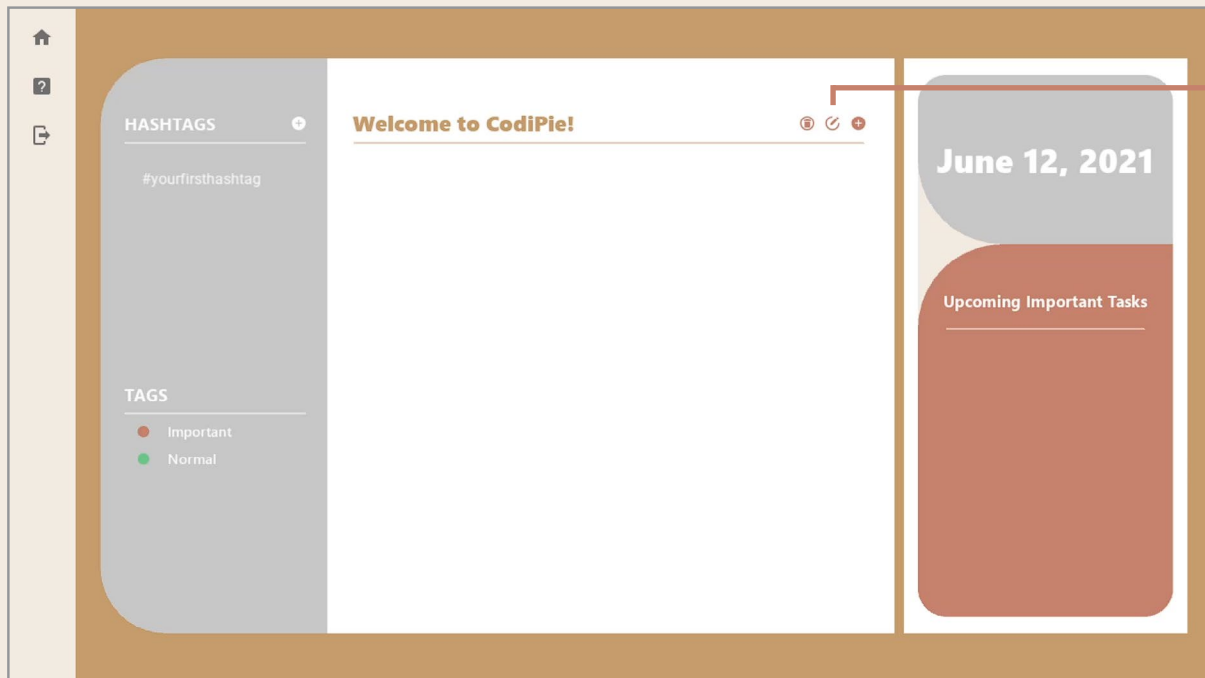 HASHTAGS
#yourfirsthashtag
TAGS
Important
Normal
Welcome to CodiPie!
June 12, 2021
Upcoming Important Tasks